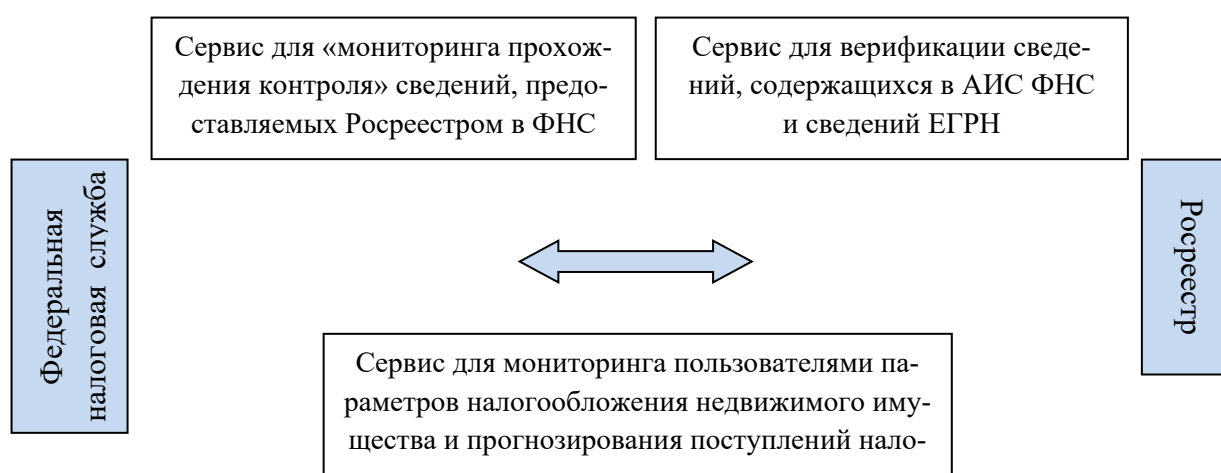 Сервис для «мониторинга прохож-
дения контроля» сведений, предо-
ставляемых Росреестром в ФНС
Сервис для верификации сведе-
ний, содержащихся в АИС ФНС
и сведений ЕГРН
Федеральная
налоговая служба
Росреестр
Сервис для мониторинга пользователями па-
раметров налогообложения недвижимого иму-
щества и прогнозирования поступлений нало-